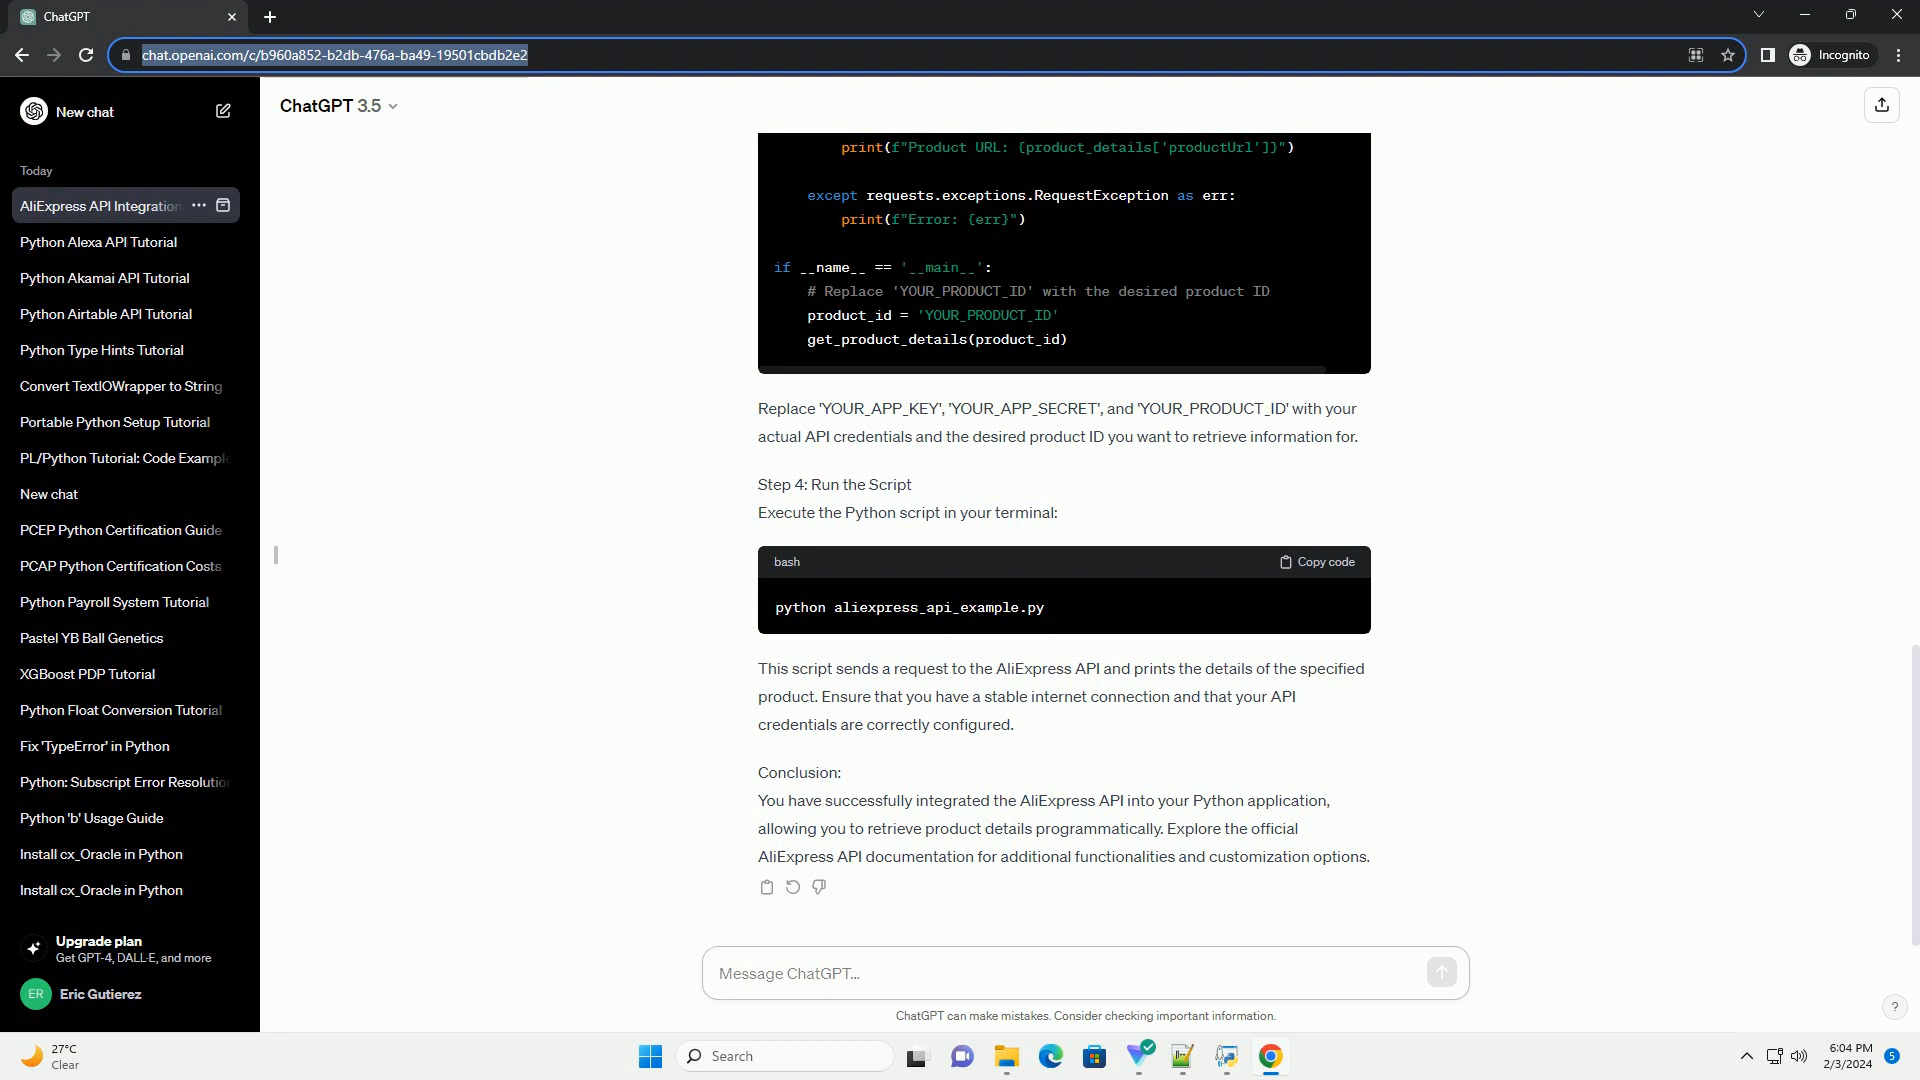 ChatGPT
chat.openai.com/c/b960a852-b2db-476a-ba49-19501cbdb2e2
Incognito
New chat
Today
AliExpress API Integration
Python Alexa API Tutorial
Python Akamai API Tutorial
Python Airtable API Tutorial
Python Type Hints Tutorial
Convert TextIOWrapper to String
Portable Python Setup Tutorial
PL/Python Tutorial: Code Example
New chat
PCEP Python Certification Guide
PCAP Python Certification Costs
Python Payroll System Tutorial
Pastel YB Ball Genetics
XGBoost PDP Tutorial
Python Float Conversion Tutorial
Fix 'TypeError' in Python
Python: Subscript Error Resolution
Python 'b' Usage Guide
Install cx_Oracle in Python
Install cx_Oracle in Python
Upgrade plan
Get GPT-4, DALL·E, and more
ER
Eric Gutierez
ChatGPT 3.5
print(f"Product URL: {product_details['productUrl']}")
except requests.exceptions.RequestException as err:
print(f"Error: {err}")
if __name__ == '__main__':
# Replace 'YOUR_PRODUCT_ID' with the desired product ID
product_id = 'YOUR_PRODUCT_ID'
get_product_details(product_id)
Replace 'YOUR_APP_KEY', 'YOUR_APP_SECRET', and 'YOUR_PRODUCT_ID' with your
actual API credentials and the desired product ID you want to retrieve information for.
Step 4: Run the Script
Execute the Python script in your terminal:
bash
Copy code
python aliexpress_api_example.py
This script sends a request to the AliExpress API and prints the details of the specified
product. Ensure that you have a stable internet connection and that your API
credentials are correctly configured.
Conclusion:
You have successfully integrated the AliExpress API into your Python application,
allowing you to retrieve product details programmatically. Explore the official
AliExpress API documentation for additional functionalities and customization options.
Message ChatGPT...
ChatGPT can make mistakes. Consider checking important information.
?
27°C
Clear
Search
6:04 PM
2/3/2024
5